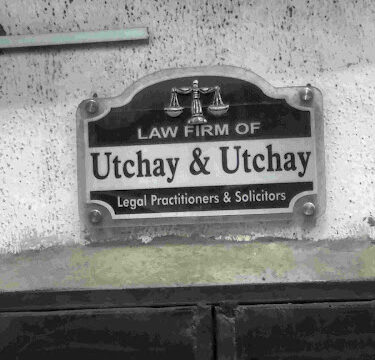 LAW FIRM OF
Utchay & Utchay
Legal Practitioners & Solicitors